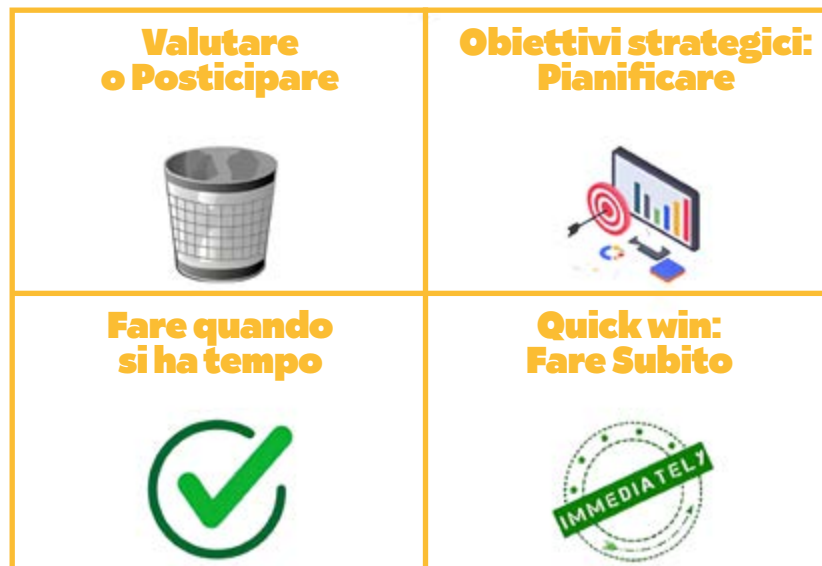 Valutare
o Posticipare
Obiettivi strategici:
Pianificare
Fare quando
si ha tempo
Quick win:
Fare Subito
IMMEDIATELY